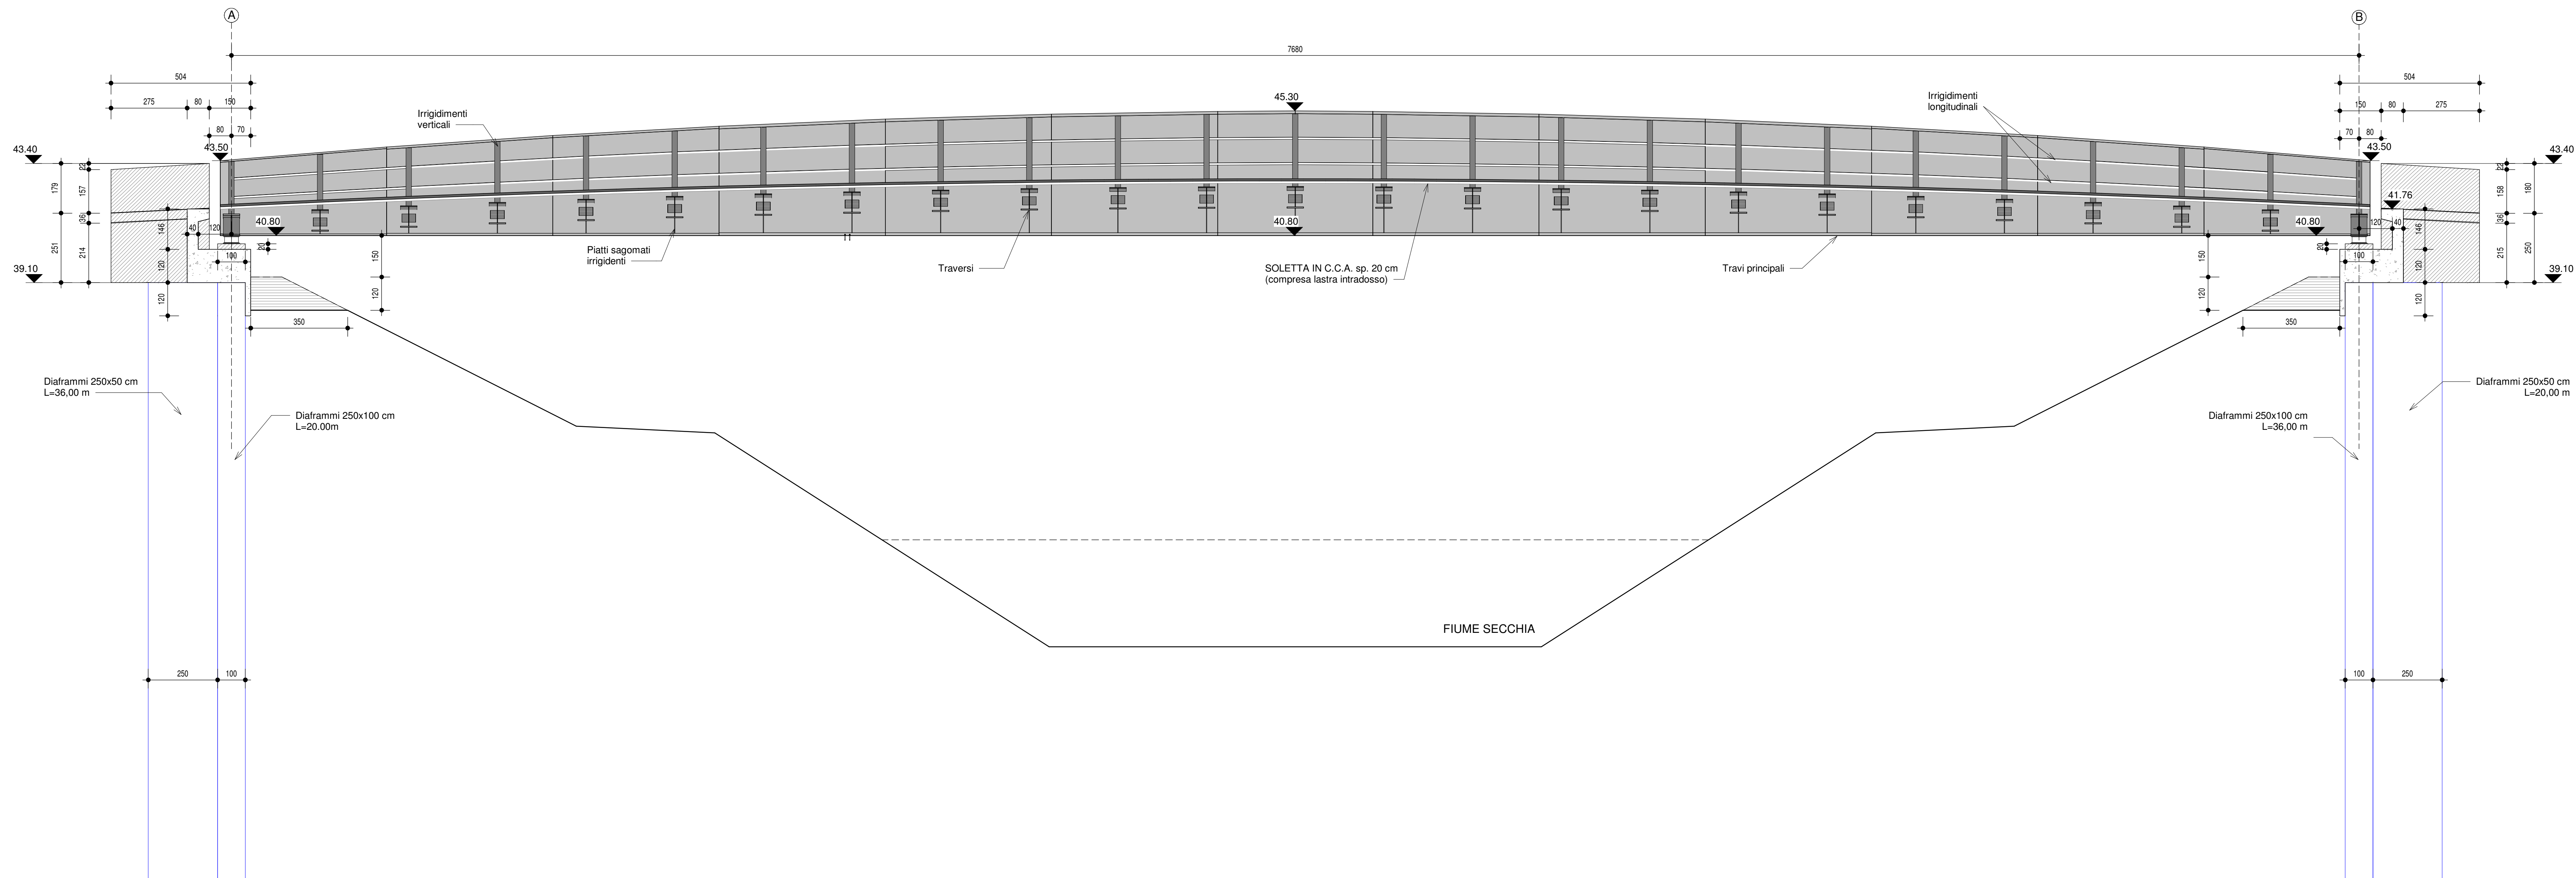 A
B
7680
504
504
275
80
150
150
80
275
80
70
70
80
45.30
Irrigidimenti
verticali
Irrigidimenti
longitudinali
43.40
43.50
43.50
43.40
179
22
157
36
251
214
146
120
120
40
120
40.80
20
100
150
120
350
40.80
40.80
41.76
120
40
146
120
120
20
100
150
120
350
22
158
36
215
180
250
39.10
39.10
Piatti sagomati
irrigidenti
Traversi
SOLETTA IN C.C.A. sp. 20 cm
(compresa lastra intradosso)
Travi principali
Diaframmi 250x50 cm
L=36,00 m
Diaframmi 250x100 cm
L=20.00m
Diaframmi 250x100 cm
L=36,00 m
Diaframmi 250x50 cm
L=20,00 m
FIUME SECCHIA
250
100
100
250